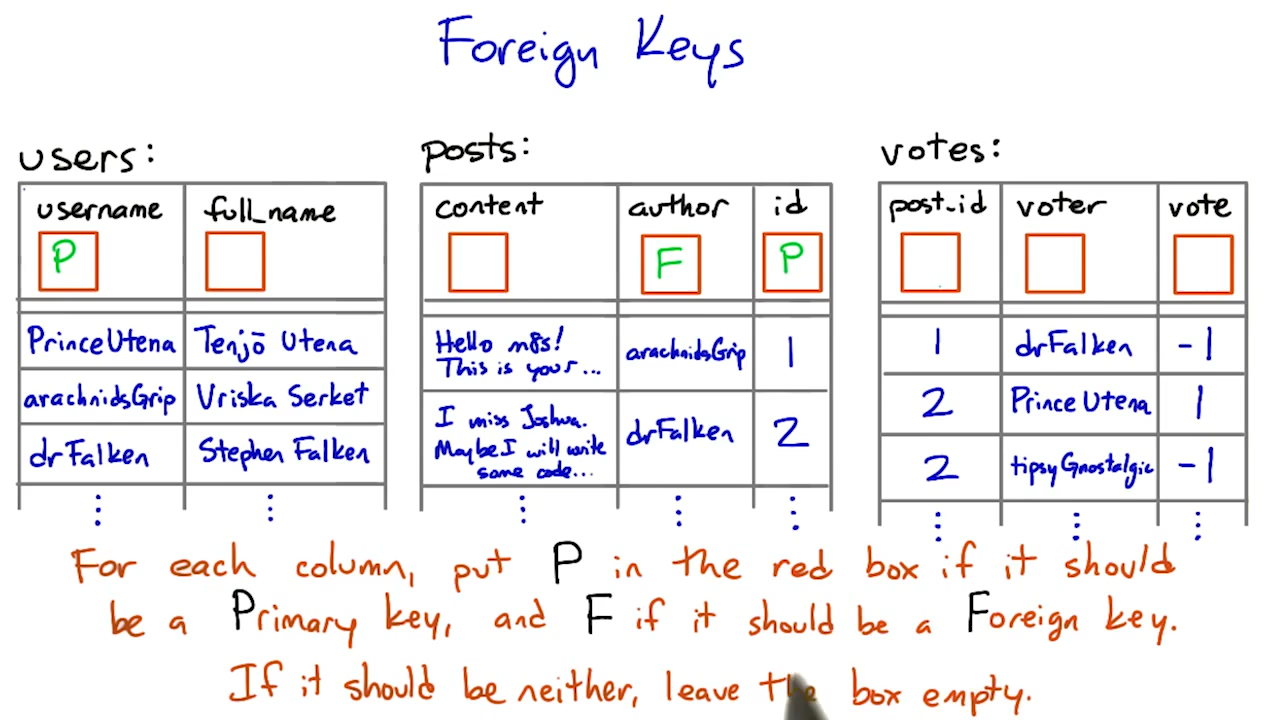 Foreign Keys
users:
username full_name
P
PrinceUtena Tenjō Utena
arachnidsGrip Vriska Serket
drFalken Stephen Falken
posts:
content author id
F P
Hello m8s! This is your... arachnidsGrip 1
I miss Joshua. Maybe I will write some code... drFalken 2
votes:
post_id voter vote
1 drFalken -1
2 PrinceUtena 1
2 tipsyGnostalgic -1
For each column, put P in the red box if it should
be a Primary key, and F if it should be a Foreign key.
If it should be neither, leave the box empty.